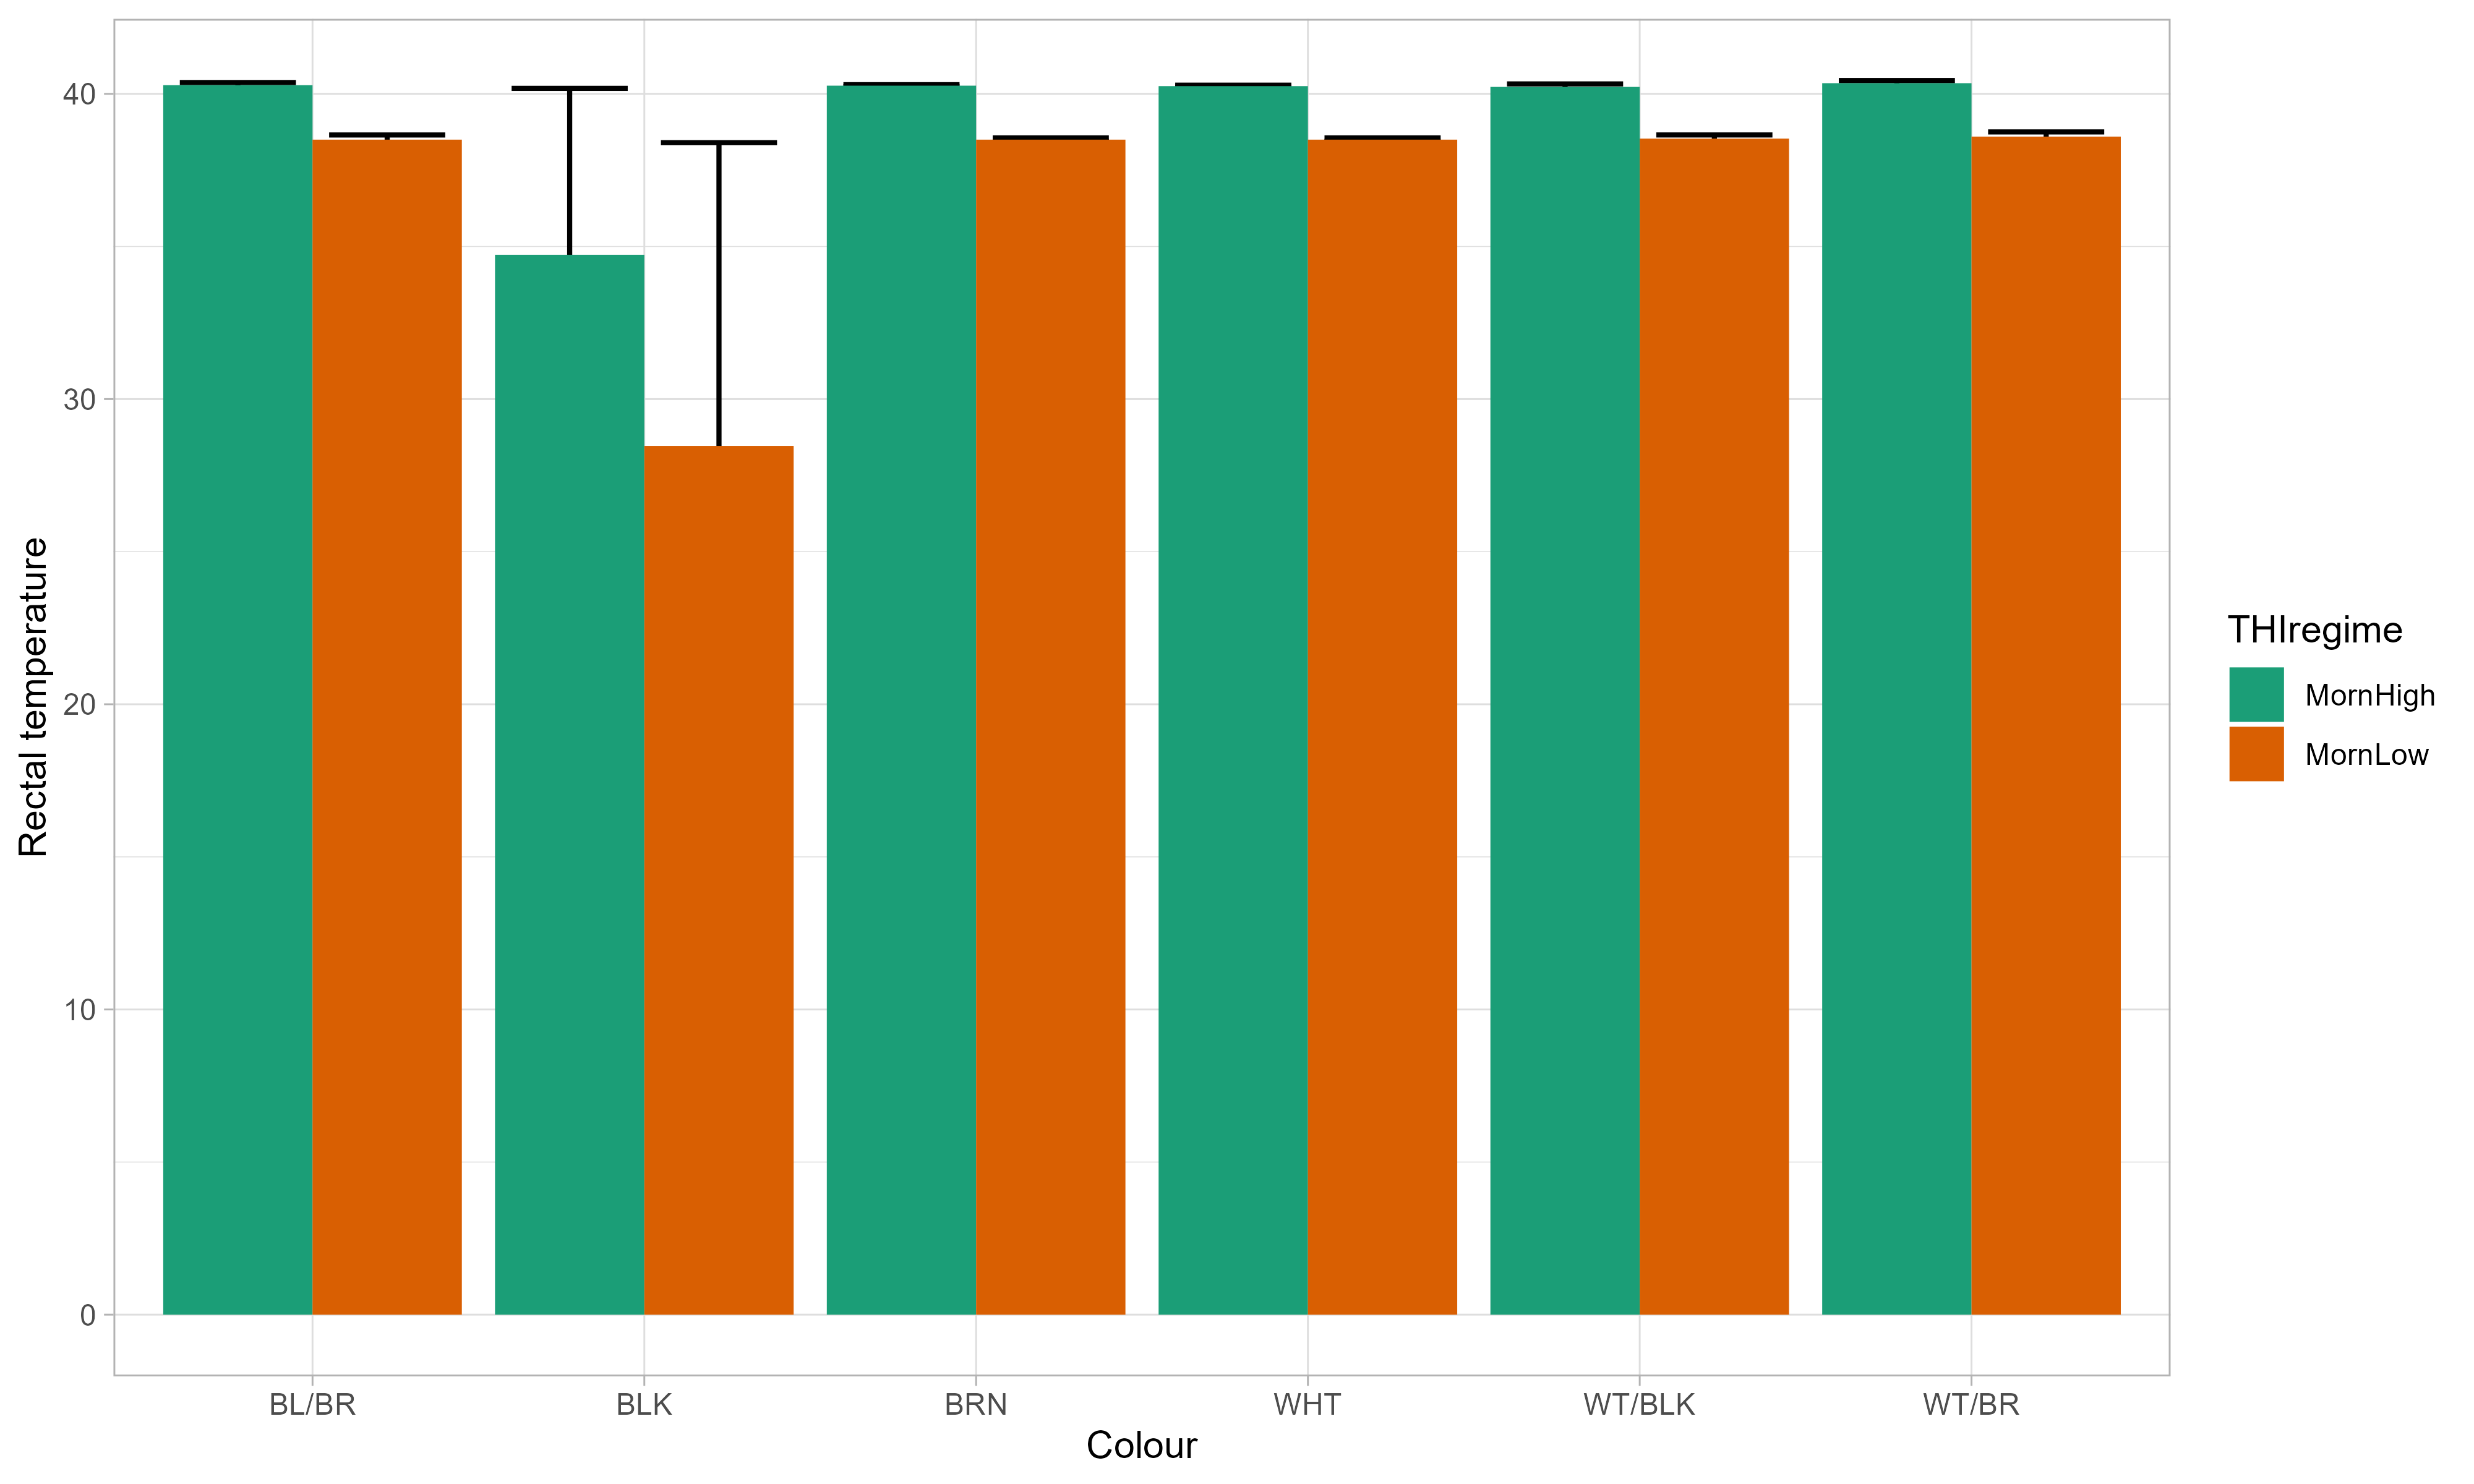 40
30
20
10
0
Rectal temperature
BL/BR
BLK
BRN
WHT
WT/BLK
WT/BR
Colour
THIregime
MornHigh
MornLow